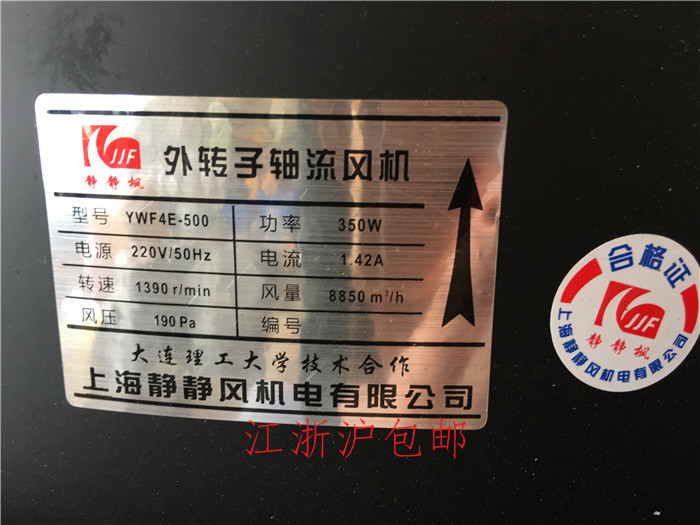 JJF
静静枫
外转子轴流风机
型号 YWF4E-500 功率 350W
电源 220V/50Hz 电流 1.42A
转速 1390 r/min 风量 8850 m³/h
风压 190 Pa 编号
大连理工大学技术合作
上海静静风机电有限公司
江浙沪包邮
合格证
JJF
静静枫
上海静静风机电有限公司